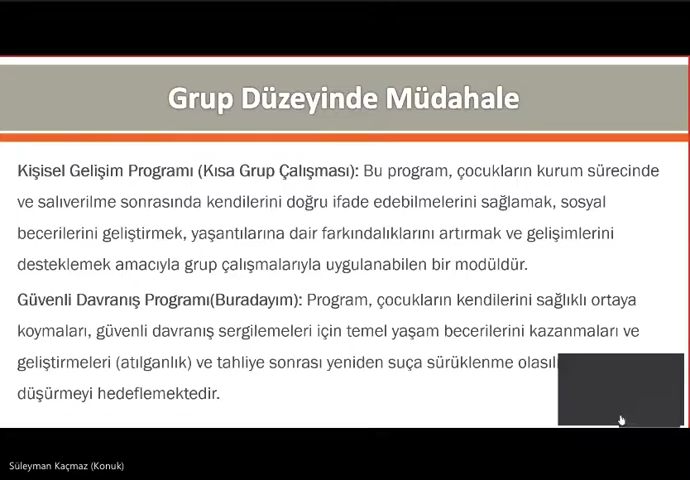 Grup Düzeyinde Müdahale
Kişisel Gelişim Programı (Kısa Grup Çalışması): Bu program, çocukların kurum sürecinde
ve salıverilme sonrasında kendilerini doğru ifade edebilmelerini sağlamak, sosyal
becerilerini geliştirmek, yaşantılarına dair farkındalıklarını artırmak ve gelişimlerini
desteklemek amacıyla grup çalışmalarıyla uygulanabilen bir modüldür.
Güvenli Davranış Programı(Buradayım): Program, çocukların kendilerini sağlıklı ortaya
koymaları, güvenli davranış sergilemeleri için temel yaşam becerilerini kazanmaları ve
geliştirmeleri (atılganlık) ve tahliye sonrası yeniden suça sürüklenme
düşürmeyi hedeflemektedir.
Süleyman Kaçmaz (Konuk)